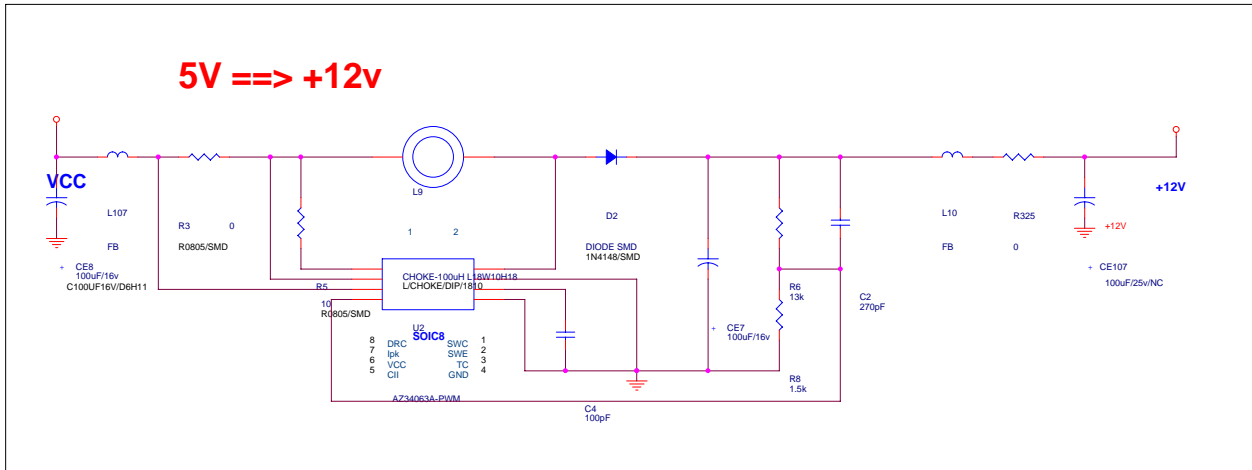 5V ==> +12v
VCC
L9
+12V
L107
D2
L10
R325
R3
0
+12V
1
2
FB
R0805/SMD
DIODE SMD
1N4148/SMD
FB
0
+ CE8
100uF/16v
C100UF16V/D6H11
CHOKE-100uH L18W10H18
L/CHOKE/DIP/1810
+ CE107
100uF/25v/NC
R5
R6
13k
C2
270pF
10
R0805/SMD
U2
SOIC8
+ CE7
100uF/16v
8 DRC SWC 1
7 Ipk SWE 2
6 VCC TC 3
5 CII GND 4
R8
1.5k
AZ34063A-PWM
C4
100pF